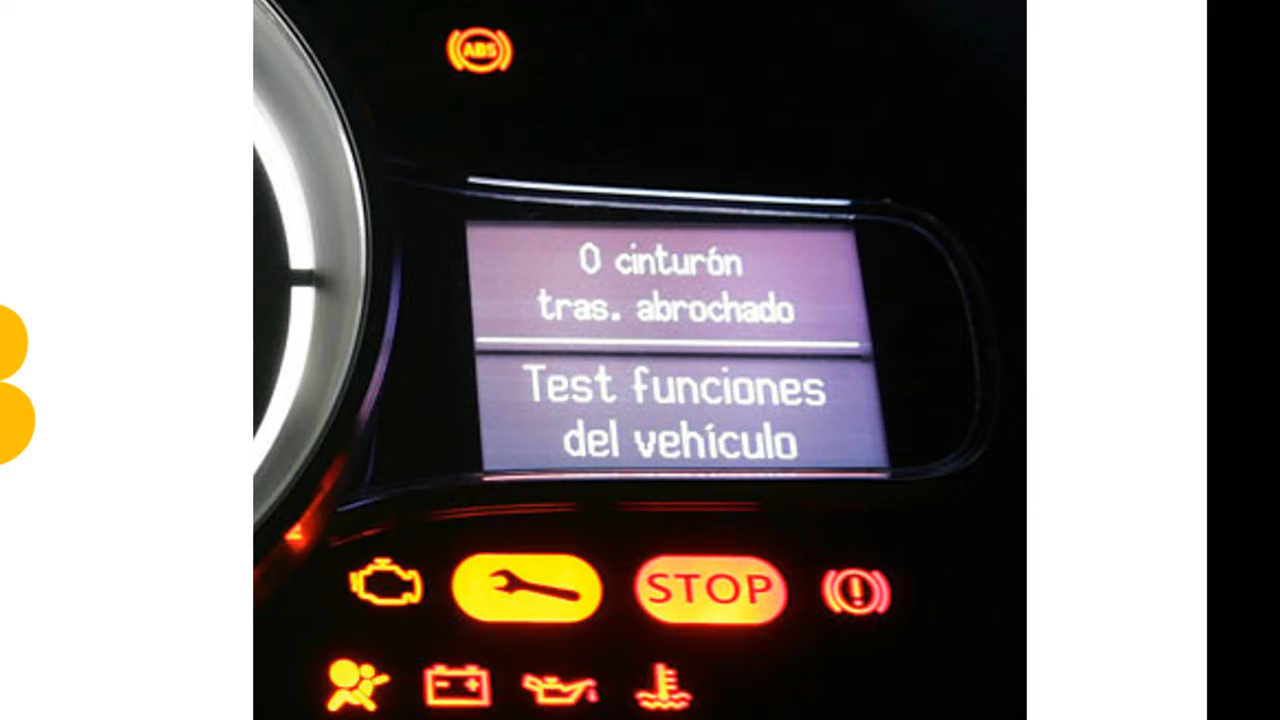 ABS
0 cinturón
tras. abrochado
Test funciones
del vehículo
STOP